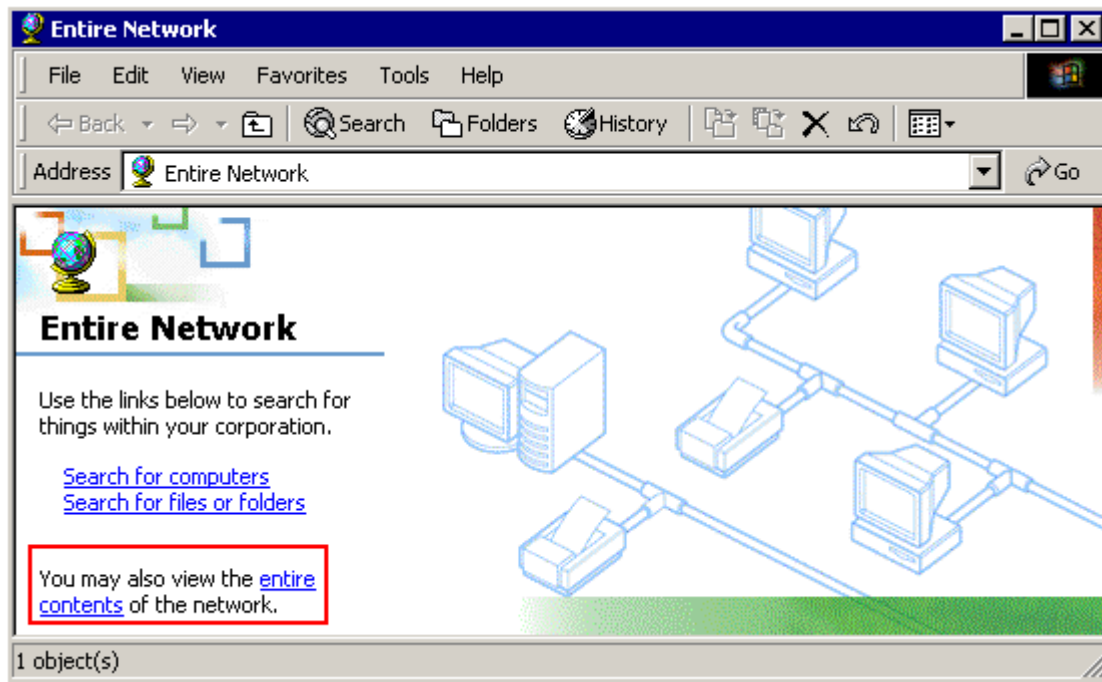 Entire Network
File Edit View Favorites Tools Help
Back Search Folders History
Address Entire Network Go
Entire Network
Use the links below to search for
things within your corporation.
Search for computers
Search for files or folders
You may also view the entire
contents of the network.
1 object(s)